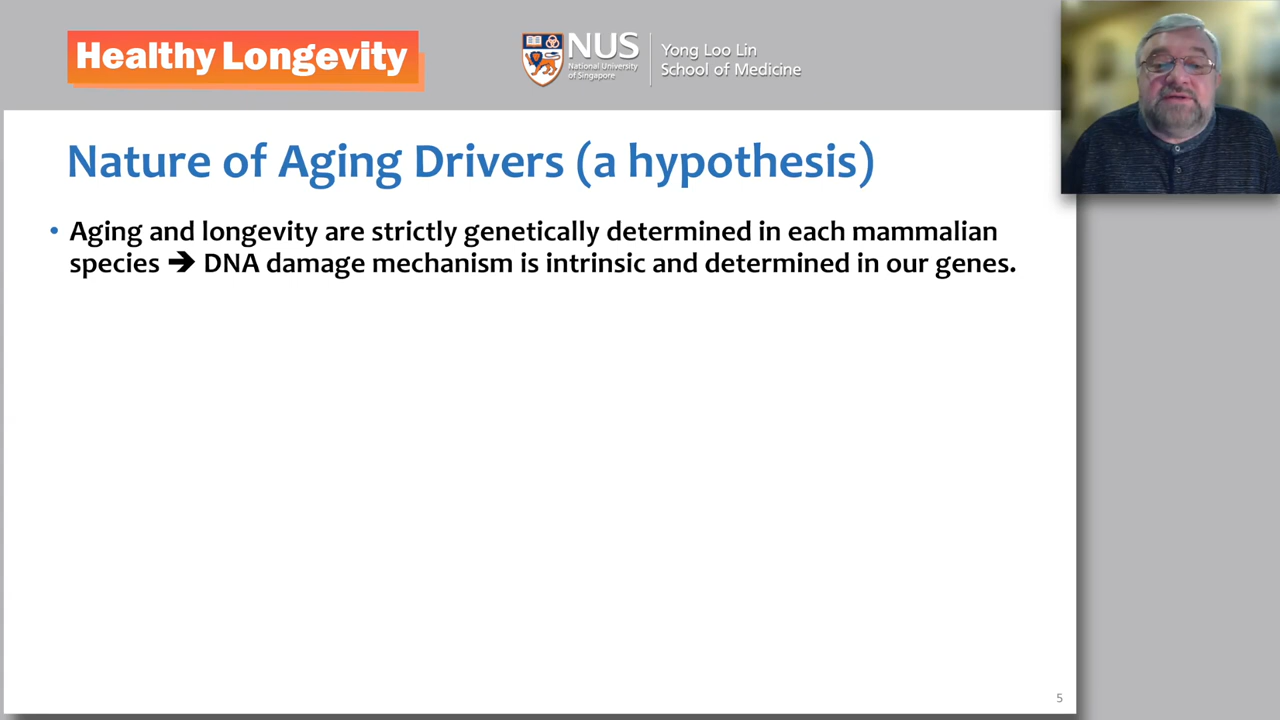 Healthy Longevity
NUS
National University
of Singapore
Yong Loo Lin
School of Medicine
Nature of Aging Drivers (a hypothesis)
• Aging and longevity are strictly genetically determined in each mammalian
species ➔ DNA damage mechanism is intrinsic and determined in our genes.
5